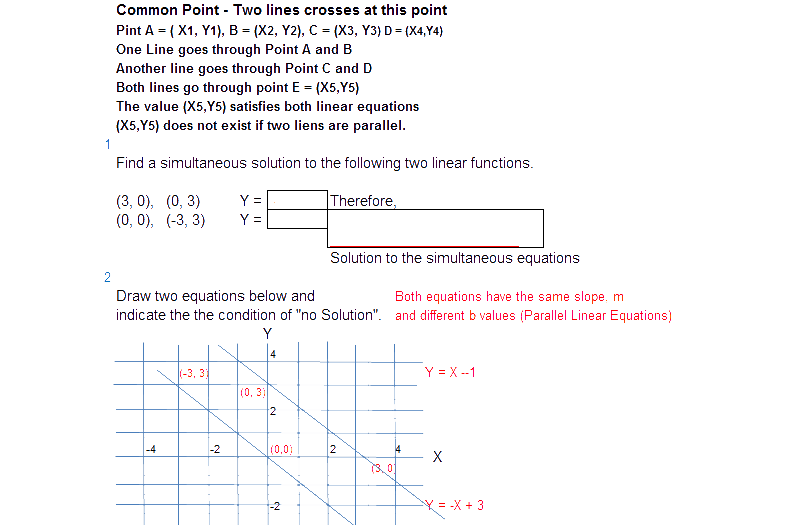 Common Point - Two lines crosses at this point
Pint A = ( X1, Y1), B = (X2, Y2), C = (X3, Y3) D = (X4,Y4)
One Line goes through Point A and B
Another line goes through Point C and D
Both lines go through point E = (X5,Y5)
The value (X5,Y5) satisfies both linear equations
(X5,Y5) does not exist if two liens are parallel.
1
Find a simultaneous solution to the following two linear functions.
(3, 0), (0, 3) Y = Therefore,
(0, 0), (-3, 3) Y =
Solution to the simultaneous equations
2
Draw two equations below and Both equations have the same slope, m
indicate the the condition of "no Solution". and different b values (Parallel Linear Equations)
Y
4
(-3, 3) Y = X --1
(0, 3)
2
-4 -2 (0,0) 2 4 X
(3, 0)
-2 Y = -X + 3